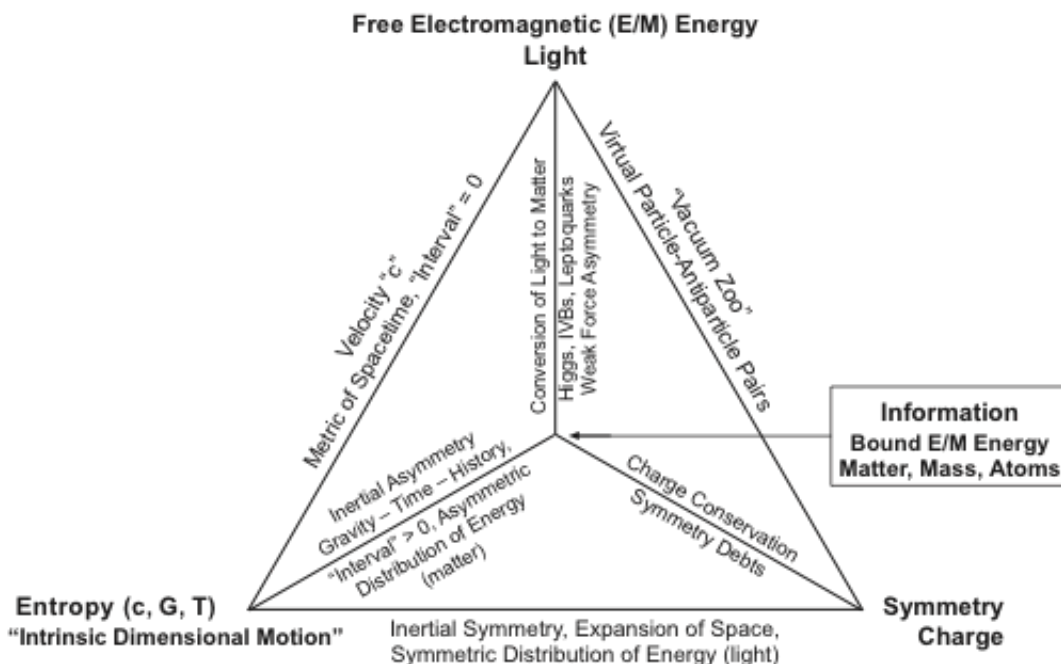 Free Electromagnetic (E/M) Energy
Light
Velocity "c"
Metric of Spacetime, "Interval" = 0
Conversion of Light to Matter
Higgs, IVBs, Leptoquarks
Weak Force Asymmetry
"Vacuum Zoo"
Virtual Particle-Antiparticle Pairs
Information
Bound E/M Energy
Matter, Mass, Atoms
Inertial Asymmetry
Gravity – Time – History,
"Interval" > 0, Asymmetric
Distribution of Energy
(matter)
Charge Conservation
Symmetry Debts
Entropy (c, G, T)
"Intrinsic Dimensional Motion"
Inertial Symmetry, Expansion of Space,
Symmetric Distribution of Energy (light)
Symmetry
Charge